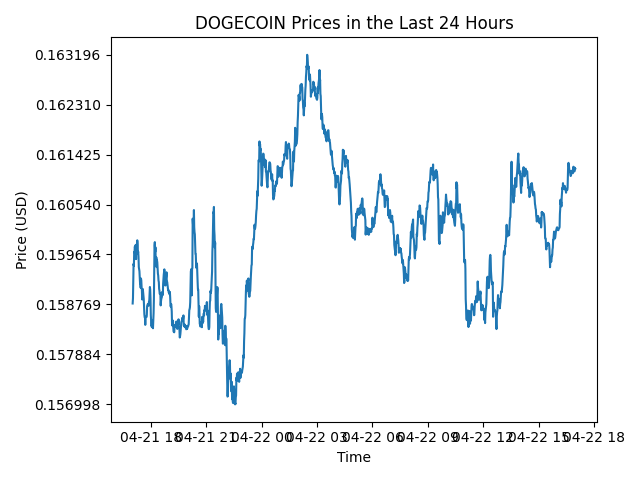 DOGECOIN Prices in the Last 24 Hours
0.163196
0.162310
0.161425
0.160540
0.159654
0.158769
0.157884
0.156998
Price (USD)
04-21 18 04-21 21 04-22 00 04-22 03 04-22 06 04-22 09 04-22 12 04-22 15 04-22 18
Time